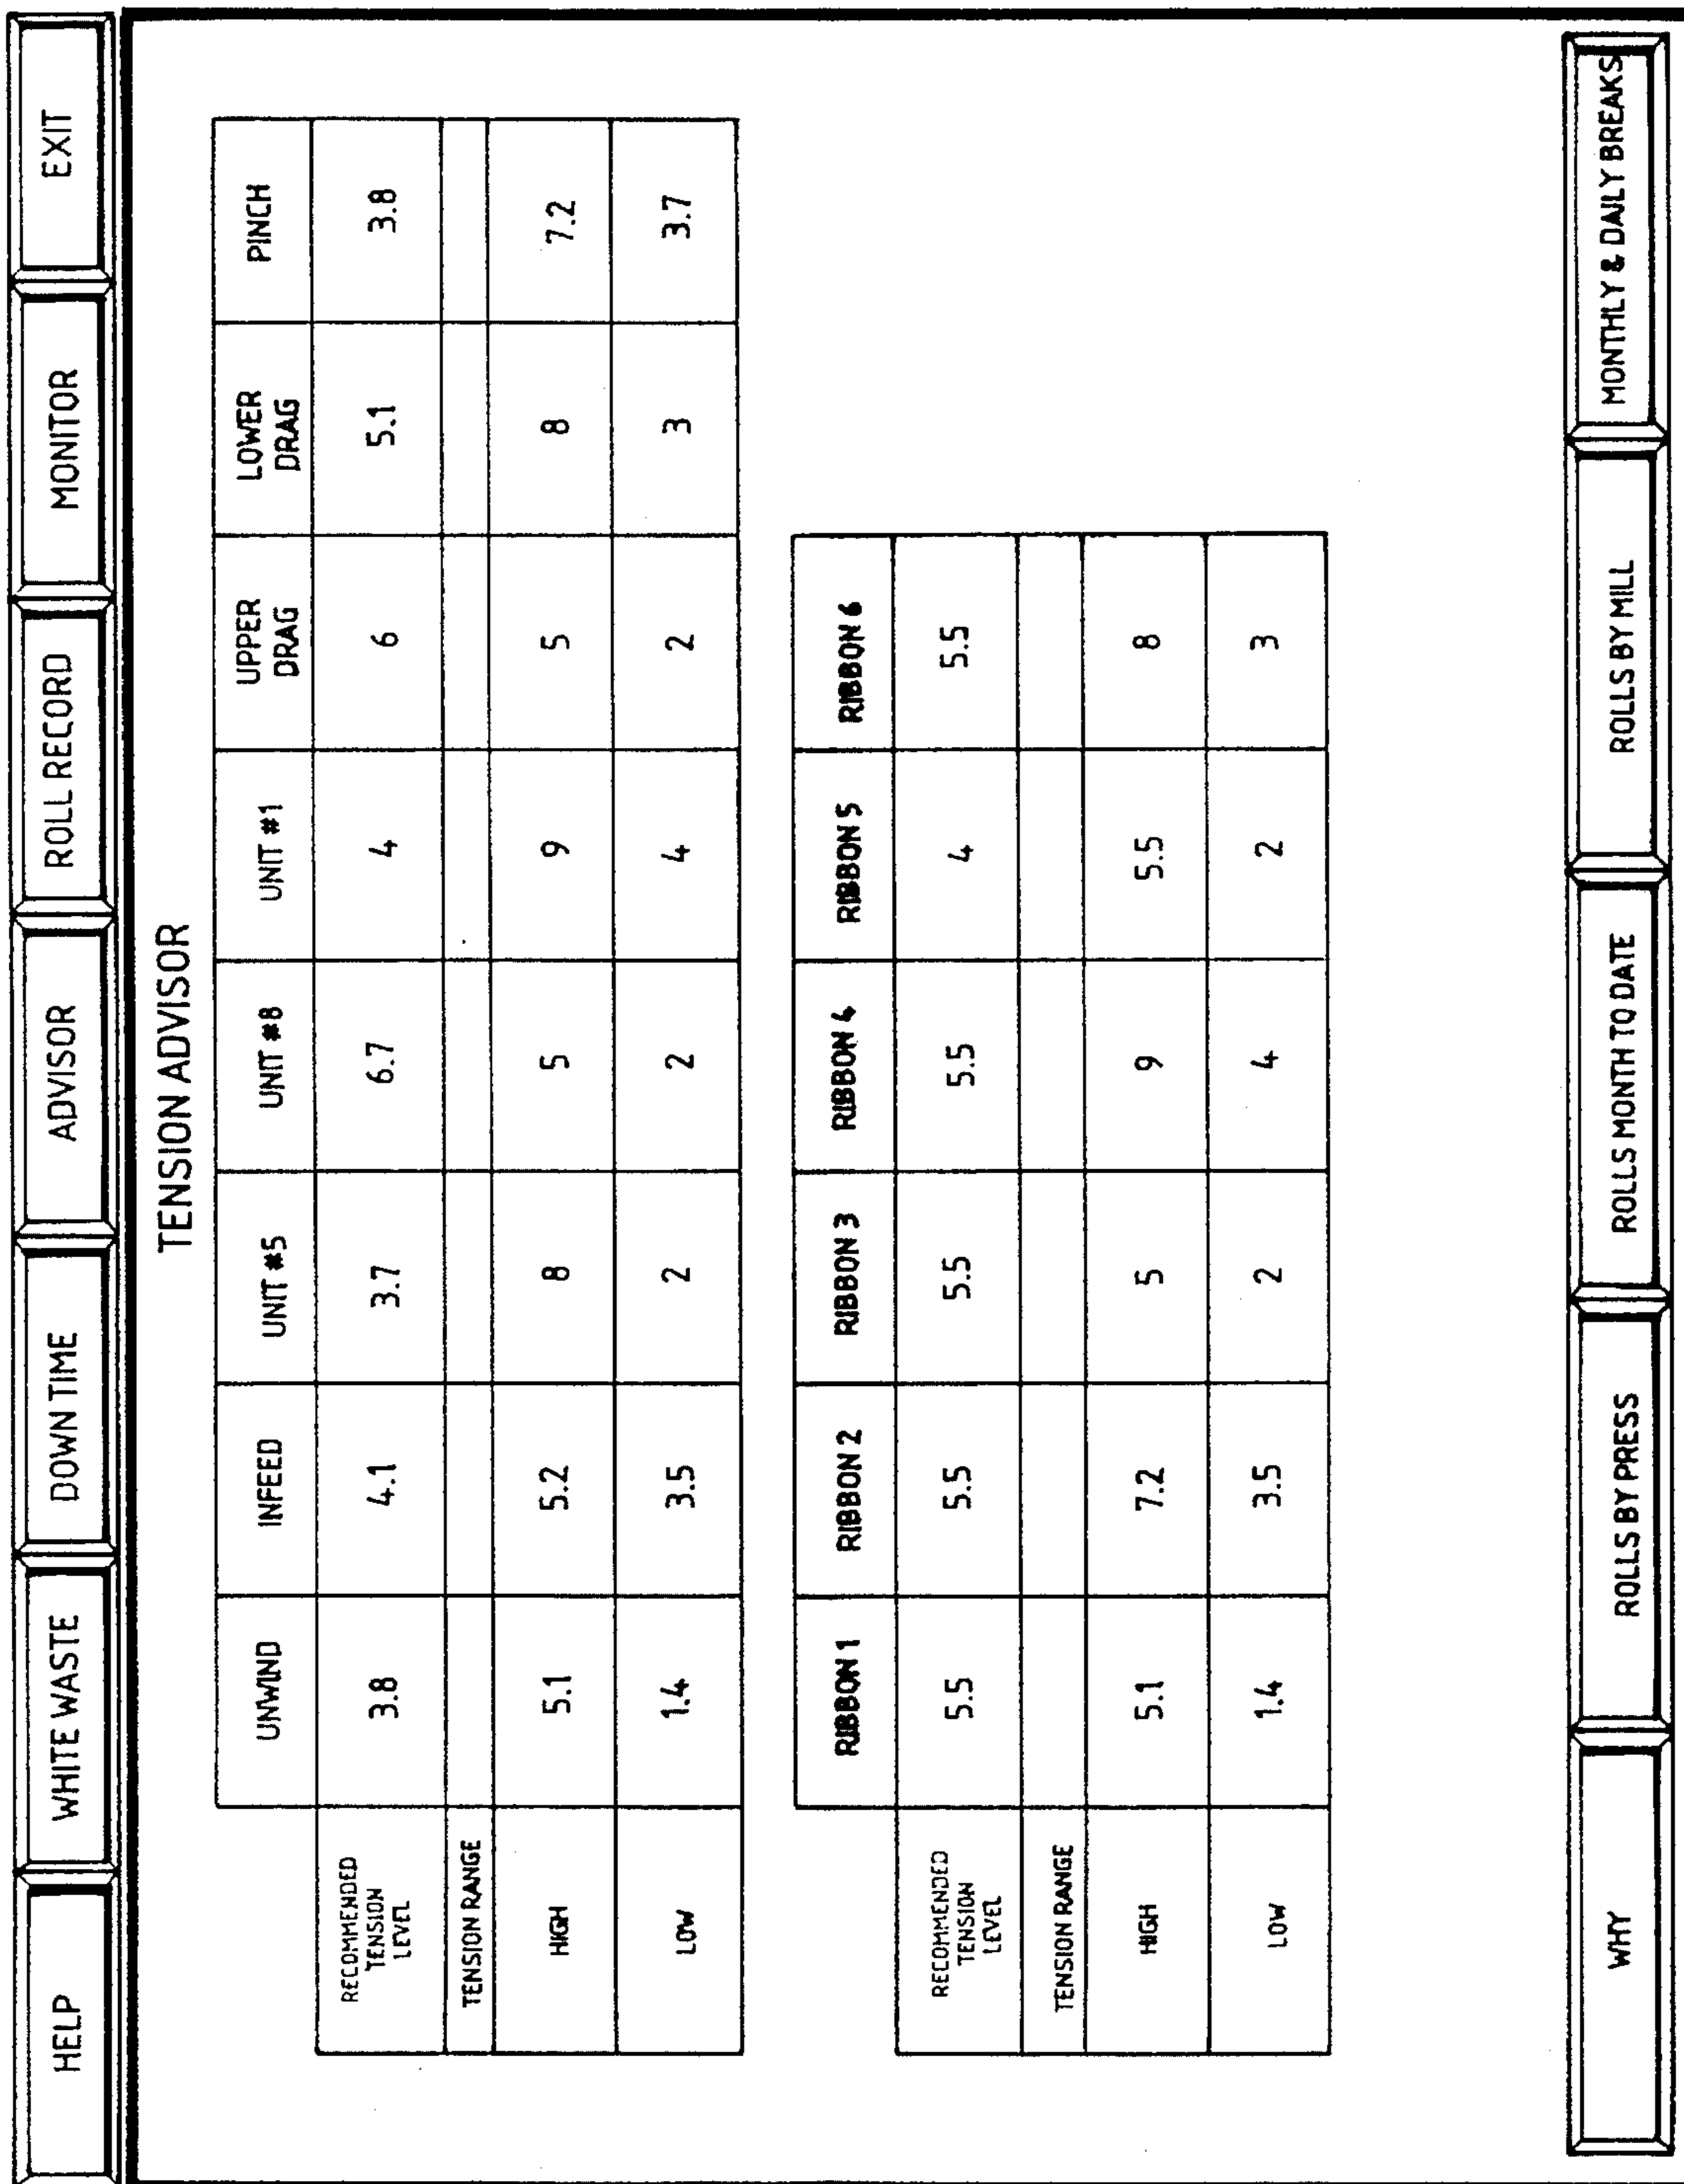 HELP WHITE WASTE DOWN TIME ADVISOR ROLL RECORD MONITOR EXIT
TENSION ADVISOR
UNWIND INFEED UNIT #5 UNIT #8 UNIT #1 UPPER DRAG LOWER DRAG PINCH
RECOMMENDED TENSION LEVEL 3.8 4.1 3.7 6.7 4 6 5.1 3.8
TENSION RANGE
HIGH 5.1 5.2 8 5 9 5 8 7.2
LOW 1.4 3.5 2 2 4 2 3 3.7
RIBBON 1 RIBBON 2 RIBBON 3 RIBBON 4 RIBBON 5 RIBBON 6
RECOMMENDED TENSION LEVEL 5.5 5.5 5.5 5.5 4 5.5
TENSION RANGE
HIGH 5.1 7.2 5 9 5.5 8
LOW 1.4 3.5 2 4 2 3
WHY ROLLS BY PRESS ROLLS MONTH TO DATE ROLLS BY MILL MONTHLY & DAILY BREAKS